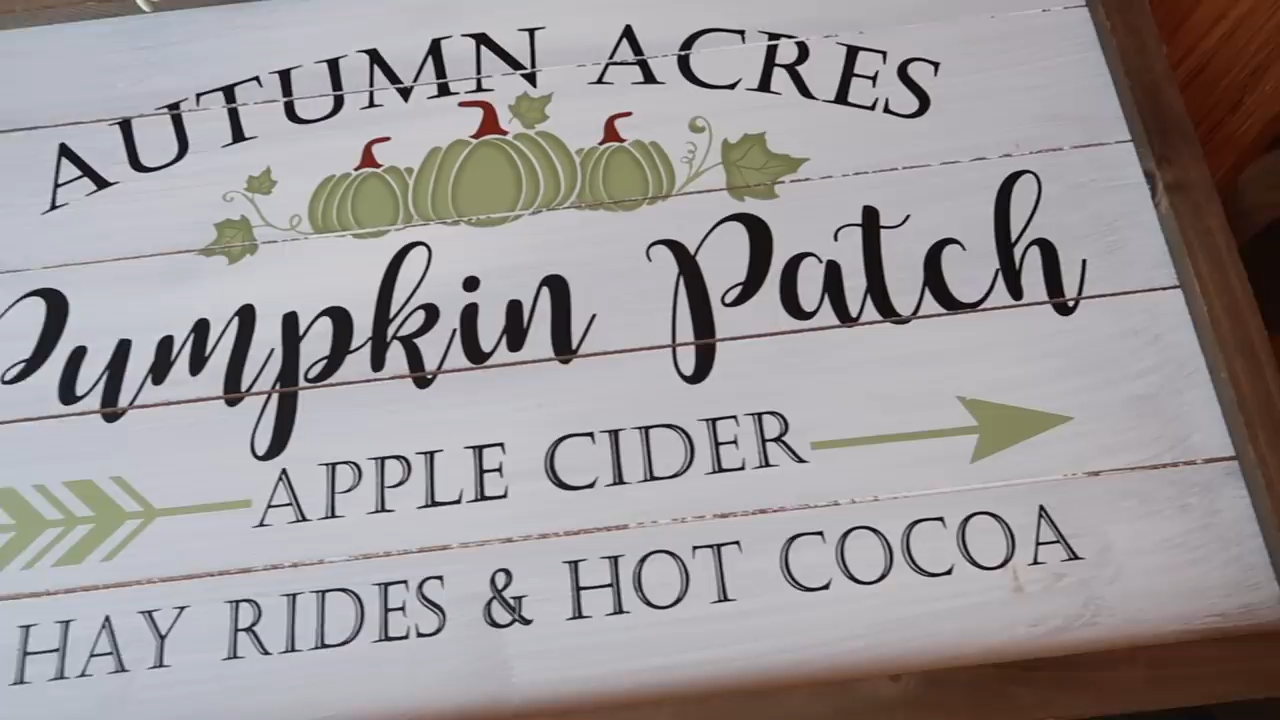 AUTUMN ACRES
Pumpkin Patch
APPLE CIDER
HAY RIDES & HOT COCOA